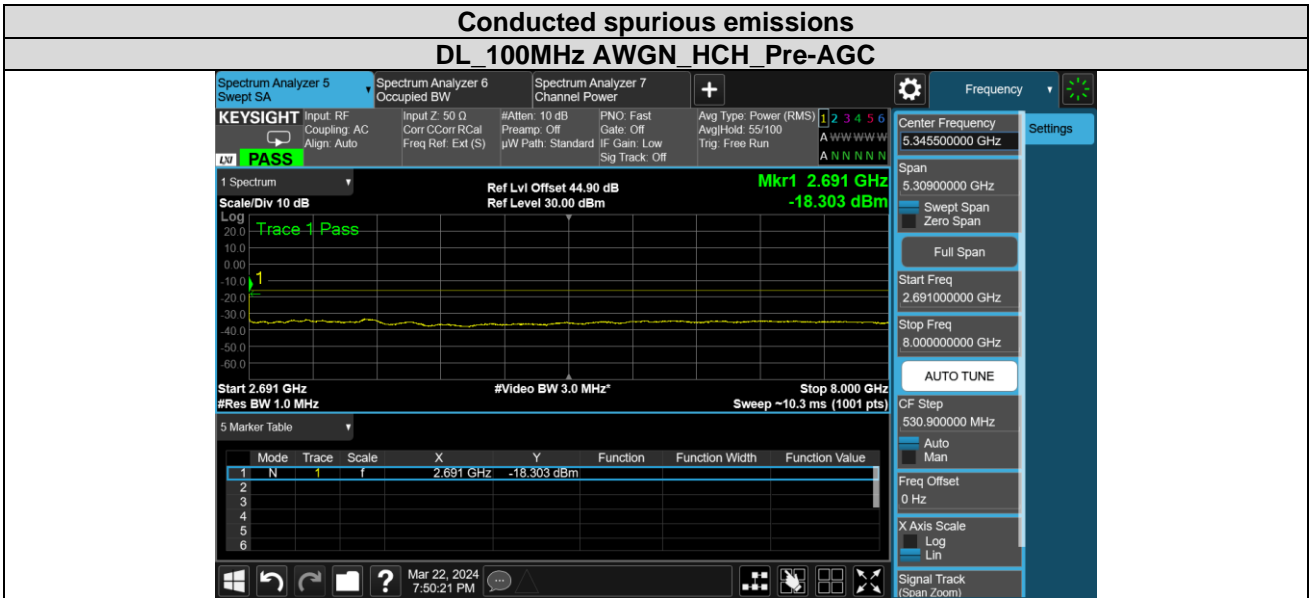 Conducted spurious emissions
DL_100MHz AWGN_HCH_Pre-AGC
Spectrum Analyzer 5
Swept SA
Spectrum Analyzer 6
Occupied BW
Spectrum Analyzer 7
Channel Power
+
Frequency
KEYSIGHT
LXI PASS
Input: RF
Coupling: AC
Align: Auto
Input Z: 50 Ω
Corr CCorr RCal
Freq Ref: Ext (S)
#Atten: 10 dB
Preamp: Off
µW Path: Standard
PNO: Fast
Gate: Off
IF Gain: Low
Sig Track: Off
Avg Type: Power (RMS)
Avg|Hold: 55/100
Trig: Free Run
1 2 3 4 5 6
A W W W W W
A N N N N N
1 Spectrum
Scale/Div 10 dB
Ref Lvl Offset 44.90 dB
Ref Level 30.00 dBm
Mkr1 2.691 GHz
-18.303 dBm
Log
Trace 1 Pass
20.0
10.0
0.00
-10.0
1
-20.0
-30.0
-40.0
-50.0
-60.0
Start 2.691 GHz
#Video BW 3.0 MHz*
Stop 8.000 GHz
#Res BW 1.0 MHz
Sweep ~10.3 ms (1001 pts)
5 Marker Table
Mode Trace Scale X Y Function Function Width Function Value
1 N 1 f 2.691 GHz -18.303 dBm
2
3
4
5
6
Center Frequency
5.345500000 GHz
Settings
Span
5.30900000 GHz
Swept Span
Zero Span
Full Span
Start Freq
2.691000000 GHz
Stop Freq
8.000000000 GHz
AUTO TUNE
CF Step
530.900000 MHz
Auto
Man
Freq Offset
0 Hz
X Axis Scale
Log
Lin
Signal Track
(Span Zoom)
?
Mar 22, 2024
7:50:21 PM